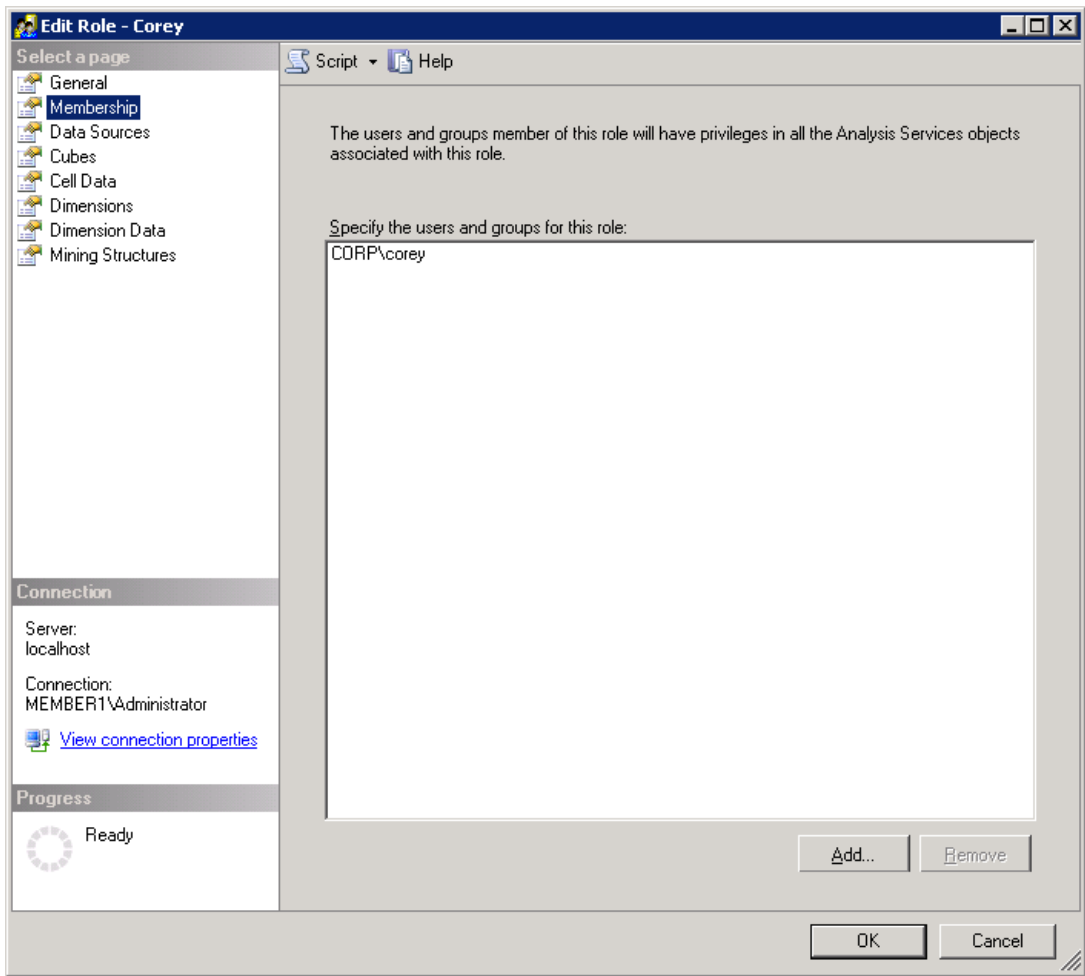 Edit Role - Corey
Select a page
General
Membership
Data Sources
Cubes
Cell Data
Dimensions
Dimension Data
Mining Structures
Connection
Server:
localhost
Connection:
MEMBER1\Administrator
View connection properties
Progress
Ready
Script
Help
The users and groups member of this role will have privileges in all the Analysis Services objects
associated with this role.
Specify the users and groups for this role:
CORP\corey
Add...
Remove
OK
Cancel